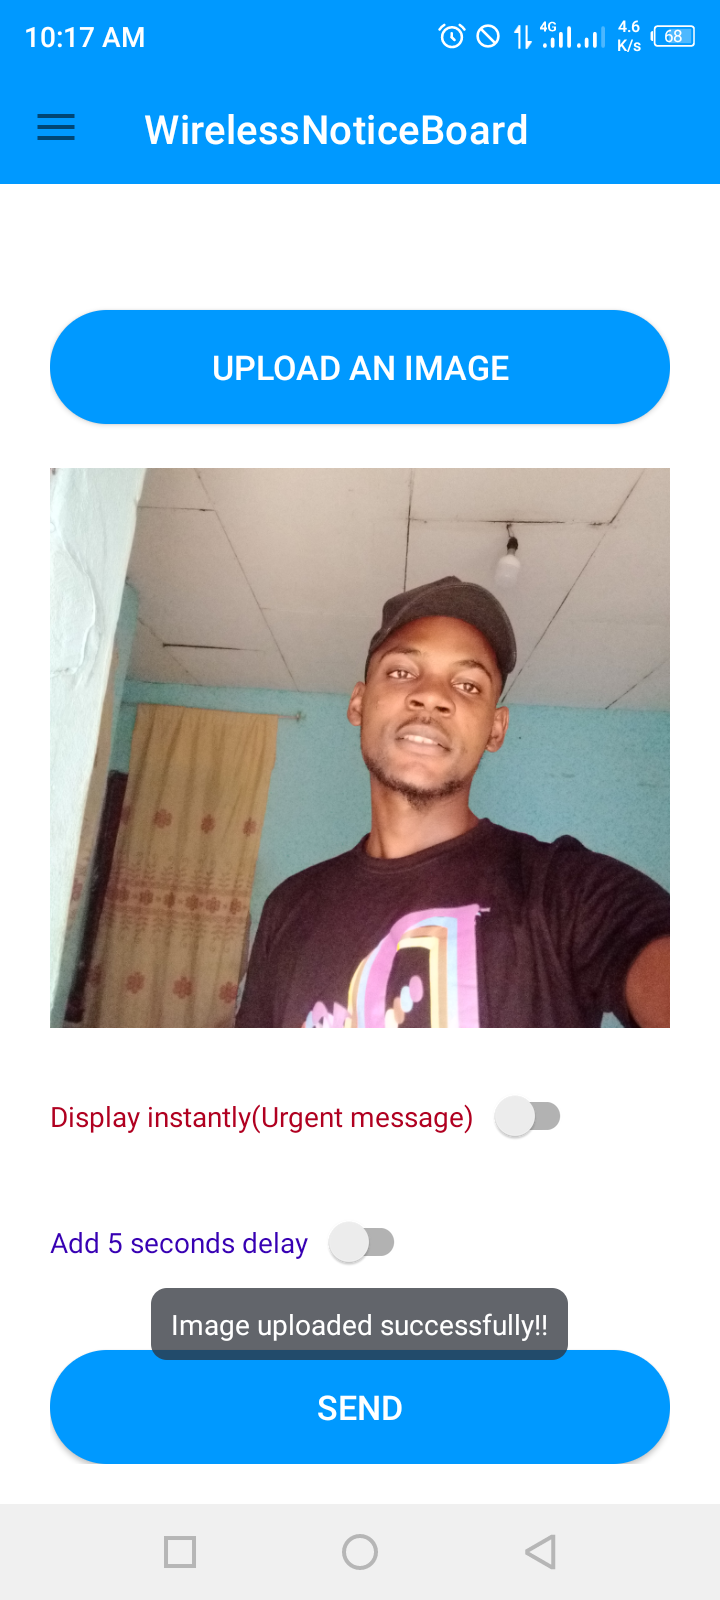 10:17 AM 4G 4.6 K/s 68
WirelessNoticeBoard
UPLOAD AN IMAGE
Display instantly(Urgent message)
Add 5 seconds delay
Image uploaded successfully!!
SEND